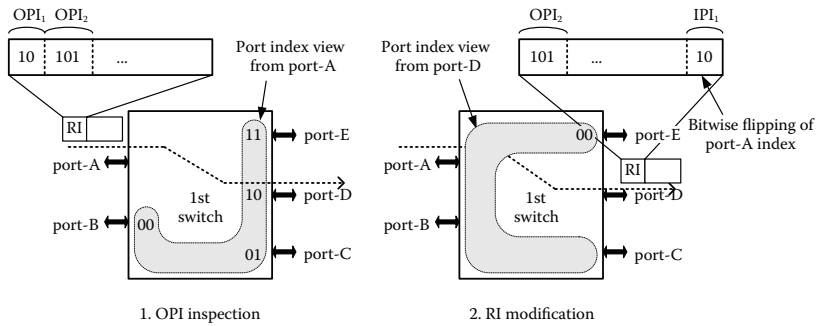 OPI1 OPI2
10 101 ...
RI
Port index view
from port-A
port-A
port-B
11
10
01
00
1st
switch
port-E
port-D
port-C
1. OPI inspection
OPI2 IPI1
101 ... 10
Port index view
from port-D
Bitwise flipping of
port-A index
RI
port-A
port-B
00
1st
switch
port-E
port-D
port-C
2. RI modification